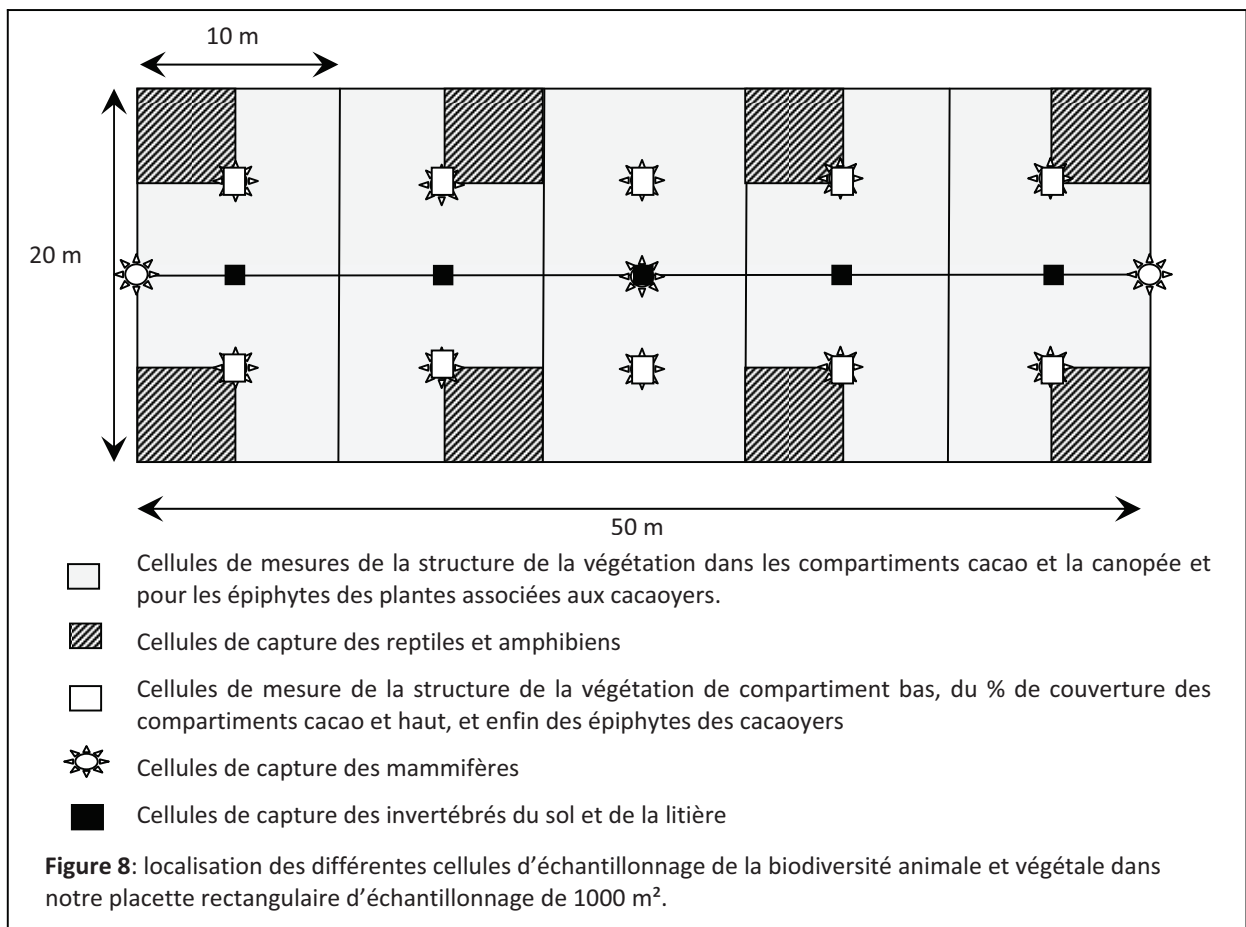 10 m
20 m
50 m
Cellules de mesures de la structure de la végétation dans les compartiments cacao et la canopée et
pour les épiphytes des plantes associées aux cacaoyers.
Cellules de capture des reptiles et amphibiens
Cellules de mesure de la structure de la végétation de compartiment bas, du % de couverture des
compartiments cacao et haut, et enfin des épiphytes des cacaoyers
Cellules de capture des mammifères
Cellules de capture des invertébrés du sol et de la litière
Figure 8: localisation des différentes cellules d’échantillonnage de la biodiversité animale et végétale dans
notre placette rectangulaire d’échantillonnage de 1000 m².